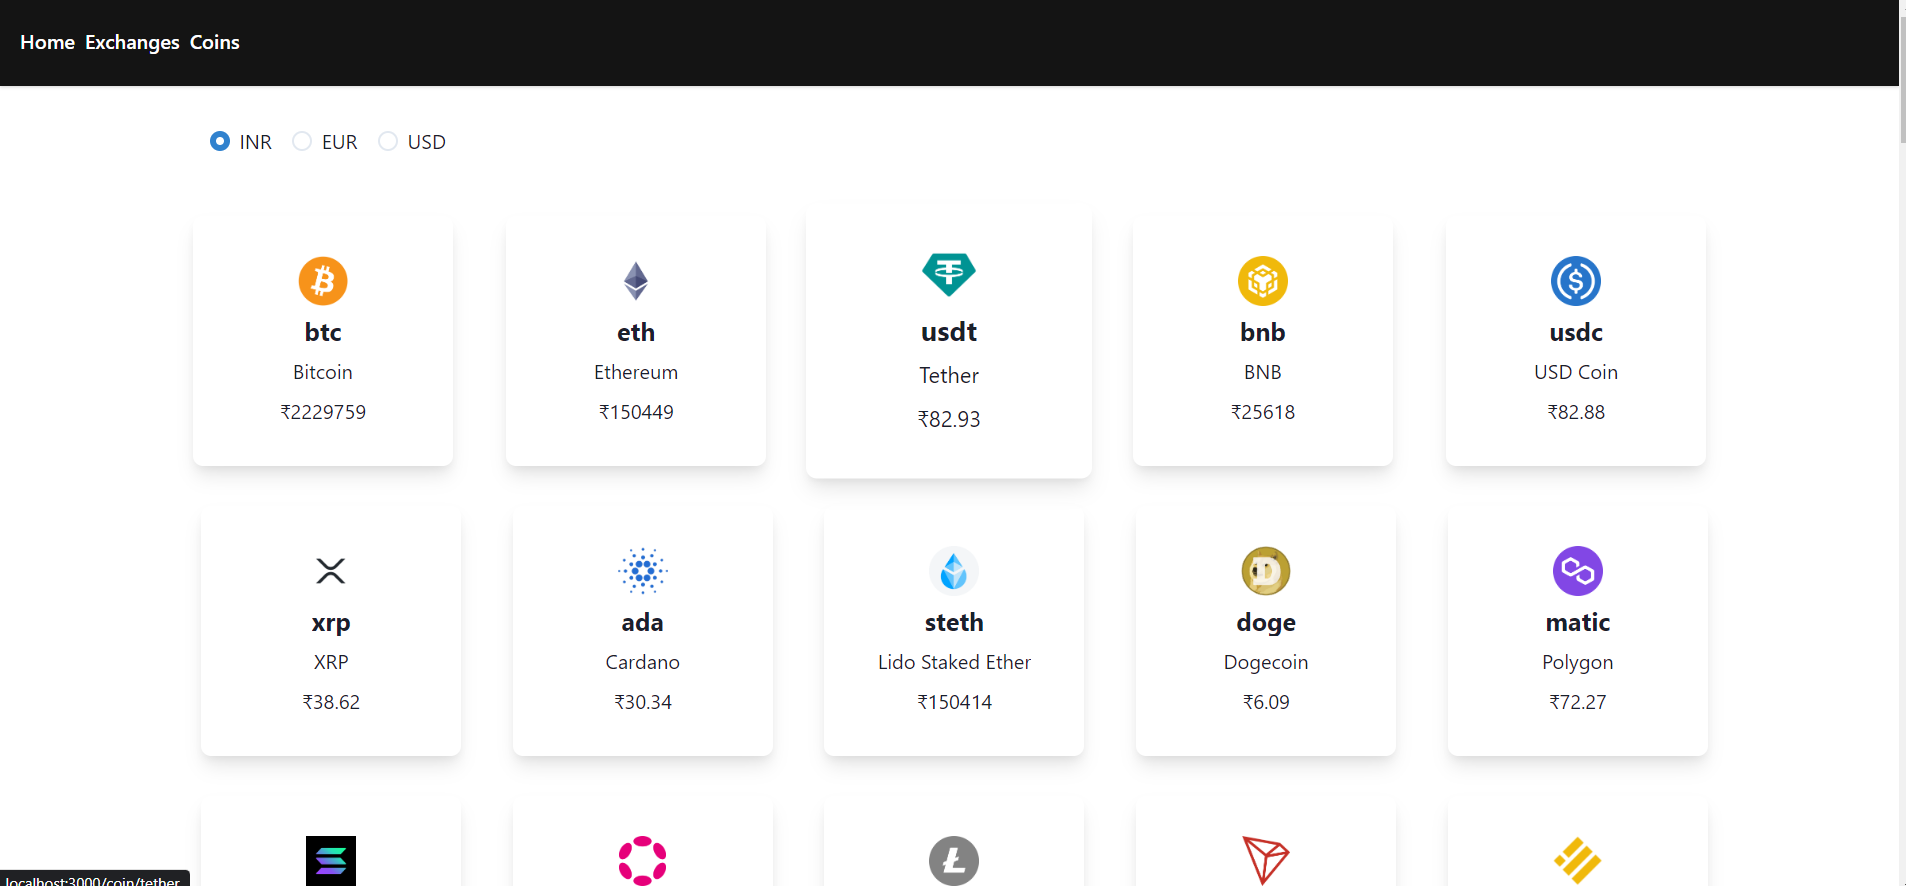 Home Exchanges Coins
INR EUR USD
btc
Bitcoin
₹2229759
eth
Ethereum
₹150449
usdt
Tether
₹82.93
bnb
BNB
₹25618
usdc
USD Coin
₹82.88
xrp
XRP
₹38.62
ada
Cardano
₹30.34
steth
Lido Staked Ether
₹150414
doge
Dogecoin
₹6.09
matic
Polygon
₹72.27
localhost:3000/coin/tether